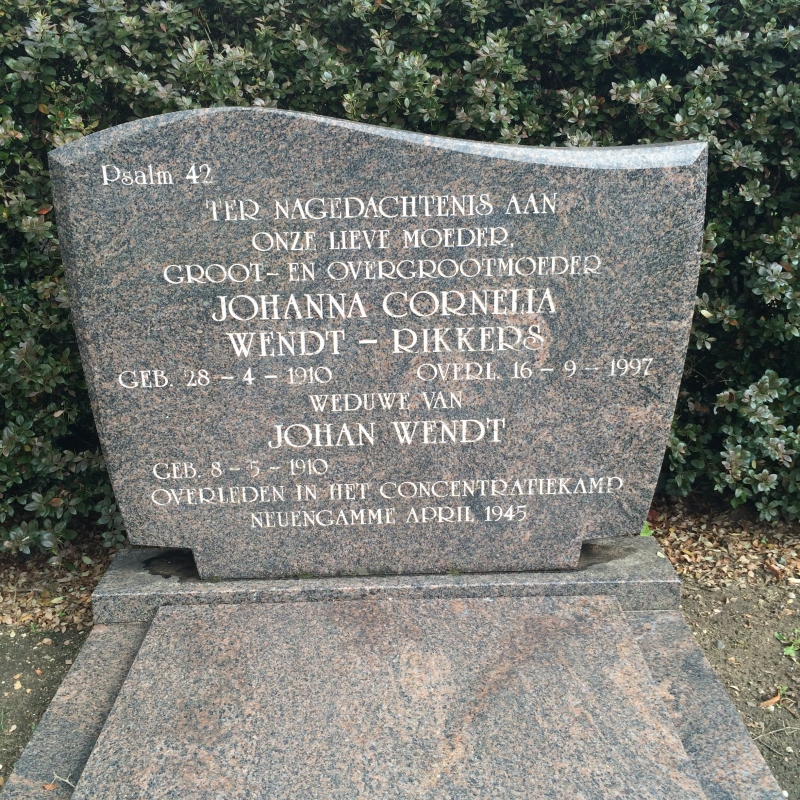 Psalm 42
TER NAGEDACHTENIS AAN
ONZE LIEVE MOEDER,
GROOT- EN OVERGROOTMOEDER
JOHANNA CORNELIA
WENDT - RIKKERS
GEB. 28 - 4 - 1910 OVERL. 16 - 9 - 1997
WEDUWE VAN
JOHAN WENDT
GEB. 8 - 5 - 1910
OVERLEDEN IN HET CONCENTRATIEKAMP
NEUENGAMME APRIL 1945